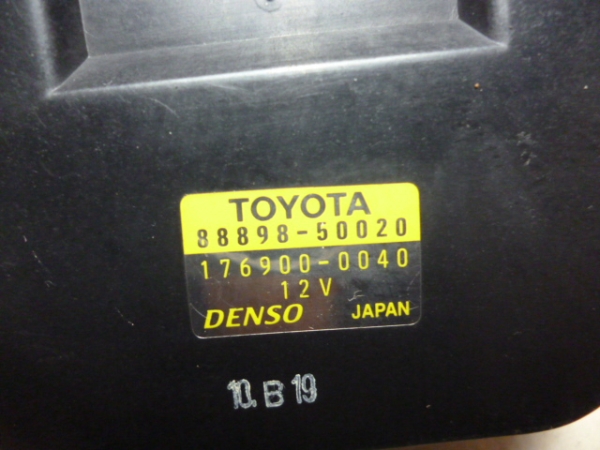 TOYOTA
88898-50020
176900-0040
12V
DENSO JAPAN
10.B19